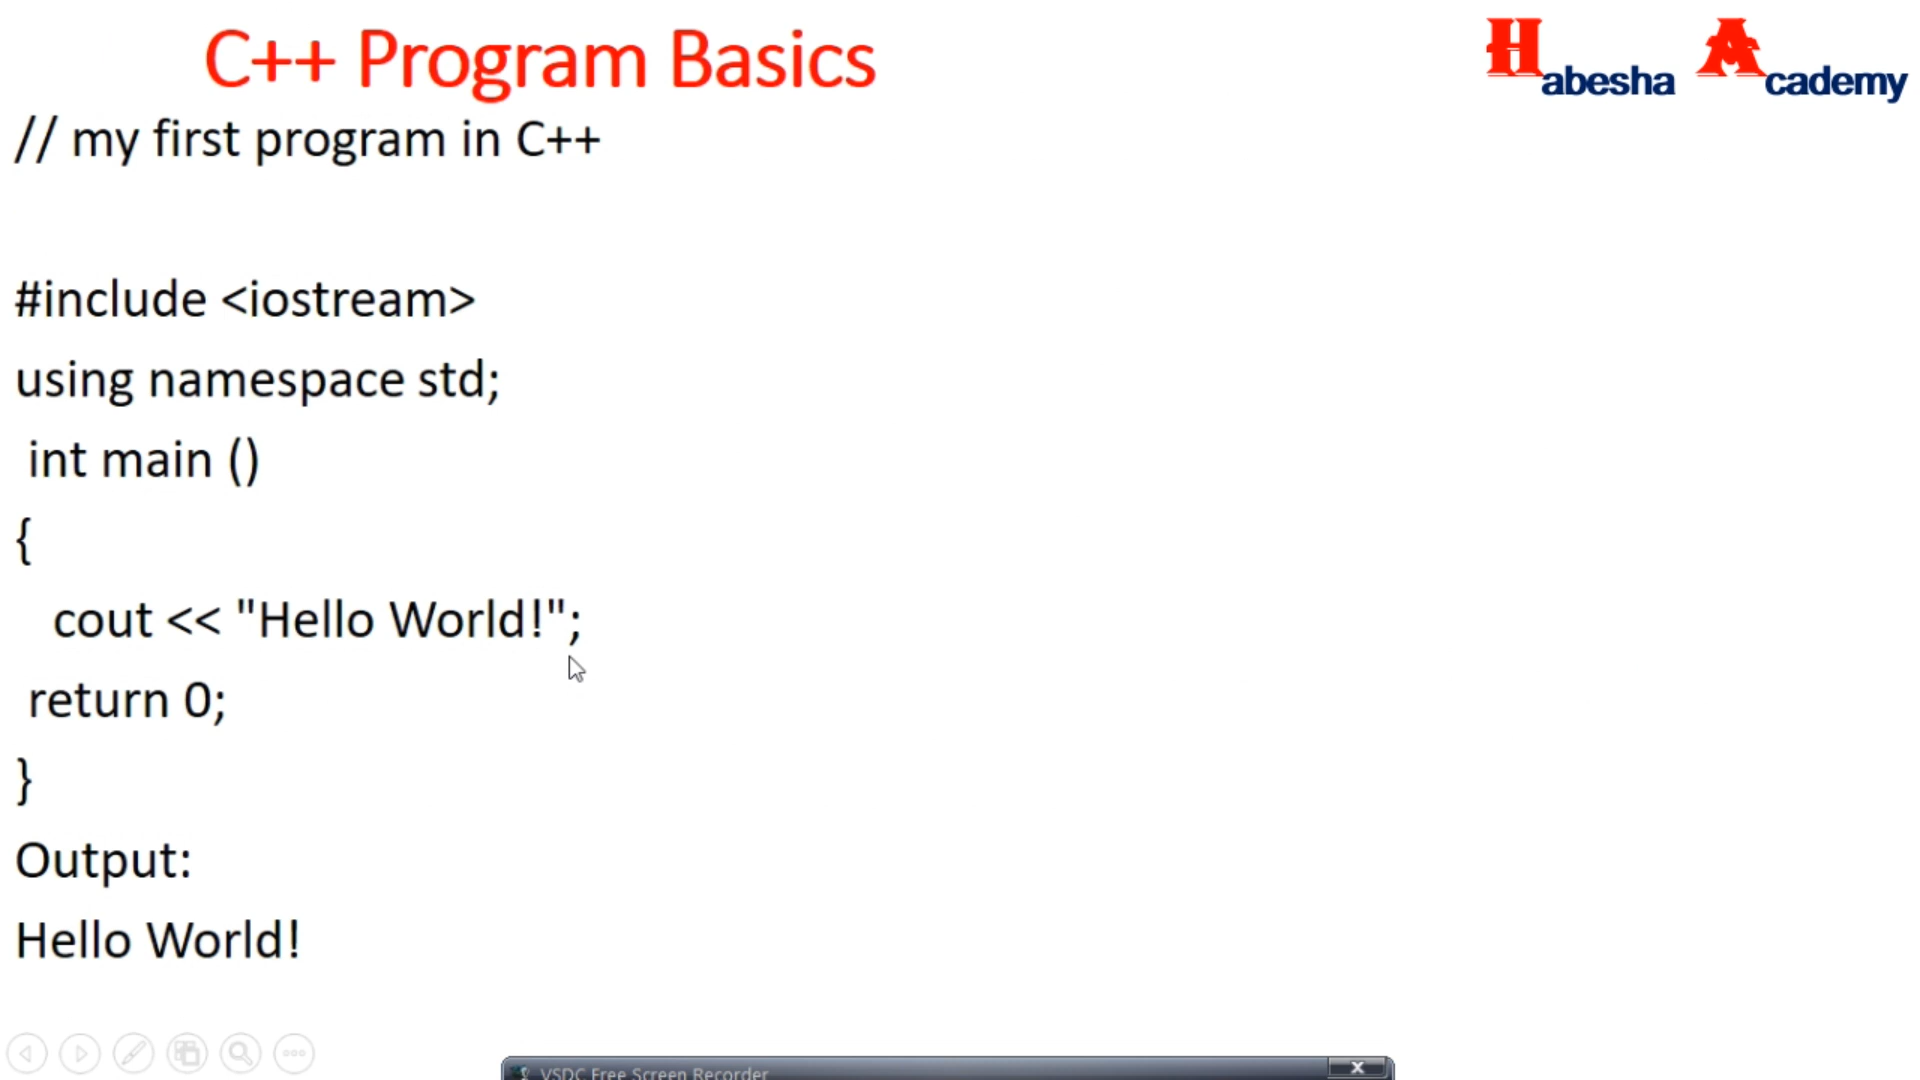 C++ Program Basics
Habesha Academy
// my first program in C++
#include <iostream>
using namespace std;
int main ()
{
cout << "Hello World!";
return 0;
}
Output:
Hello World!
VSDC Free Screen Recorder